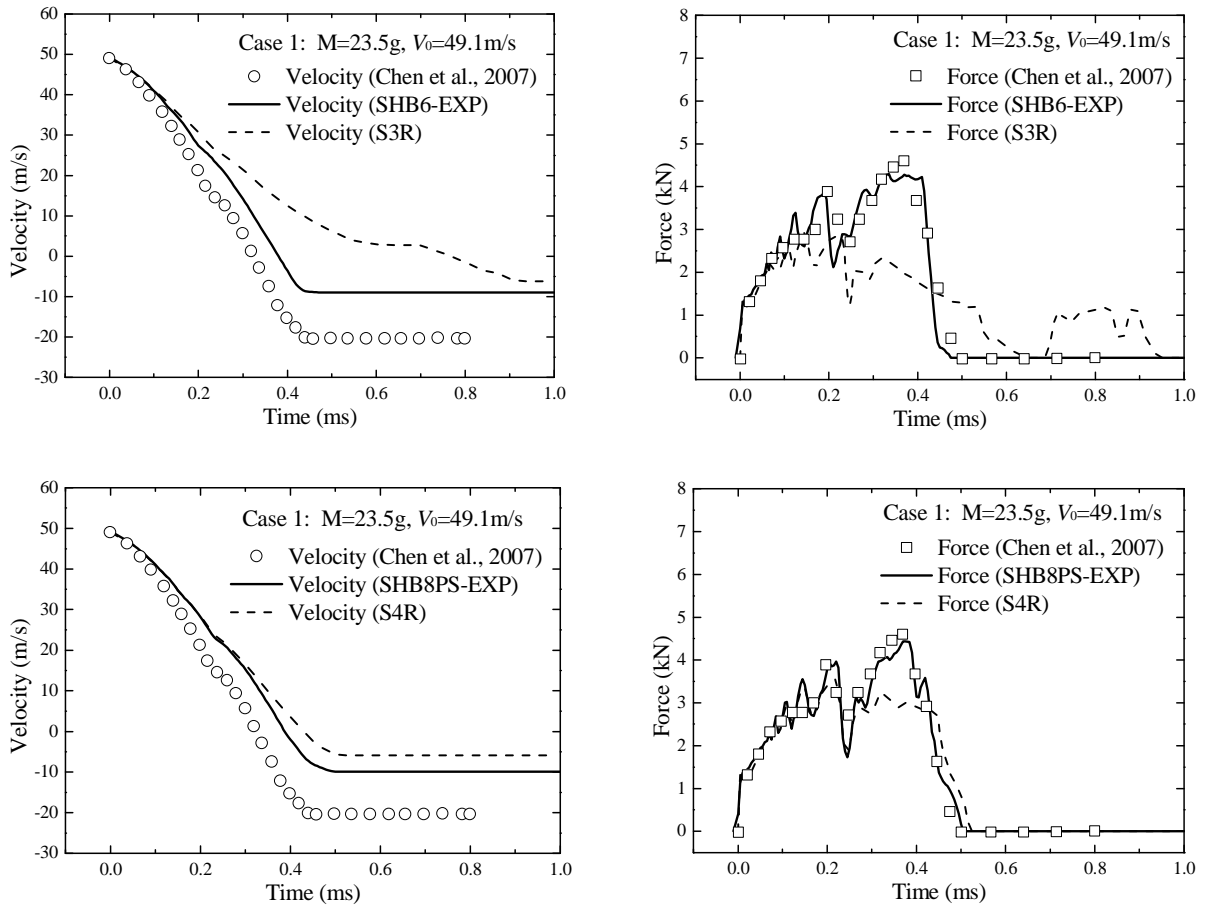 60
50
40
30
20
10
0
-10
-20
-30
Velocity (m/s)
0.0 0.2 0.4 0.6 0.8 1.0
Time (ms)
Case 1: M=23.5g, V0=49.1m/s
Velocity (Chen et al., 2007)
Velocity (SHB6-EXP)
Velocity (S3R)
8
7
6
5
4
3
2
1
0
Force (kN)
0.0 0.2 0.4 0.6 0.8 1.0
Time (ms)
Case 1: M=23.5g, V0=49.1m/s
Force (Chen et al., 2007)
Force (SHB6-EXP)
Force (S3R)
60
50
40
30
20
10
0
-10
-20
-30
Velocity (m/s)
0.0 0.2 0.4 0.6 0.8 1.0
Time (ms)
Case 1: M=23.5g, V0=49.1m/s
Velocity (Chen et al., 2007)
Velocity (SHB8PS-EXP)
Velocity (S4R)
8
7
6
5
4
3
2
1
0
Force (kN)
0.0 0.2 0.4 0.6 0.8 1.0
Time (ms)
Case 1: M=23.5g, V0=49.1m/s
Force (Chen et al., 2007)
Force (SHB8PS-EXP)
Force (S4R)